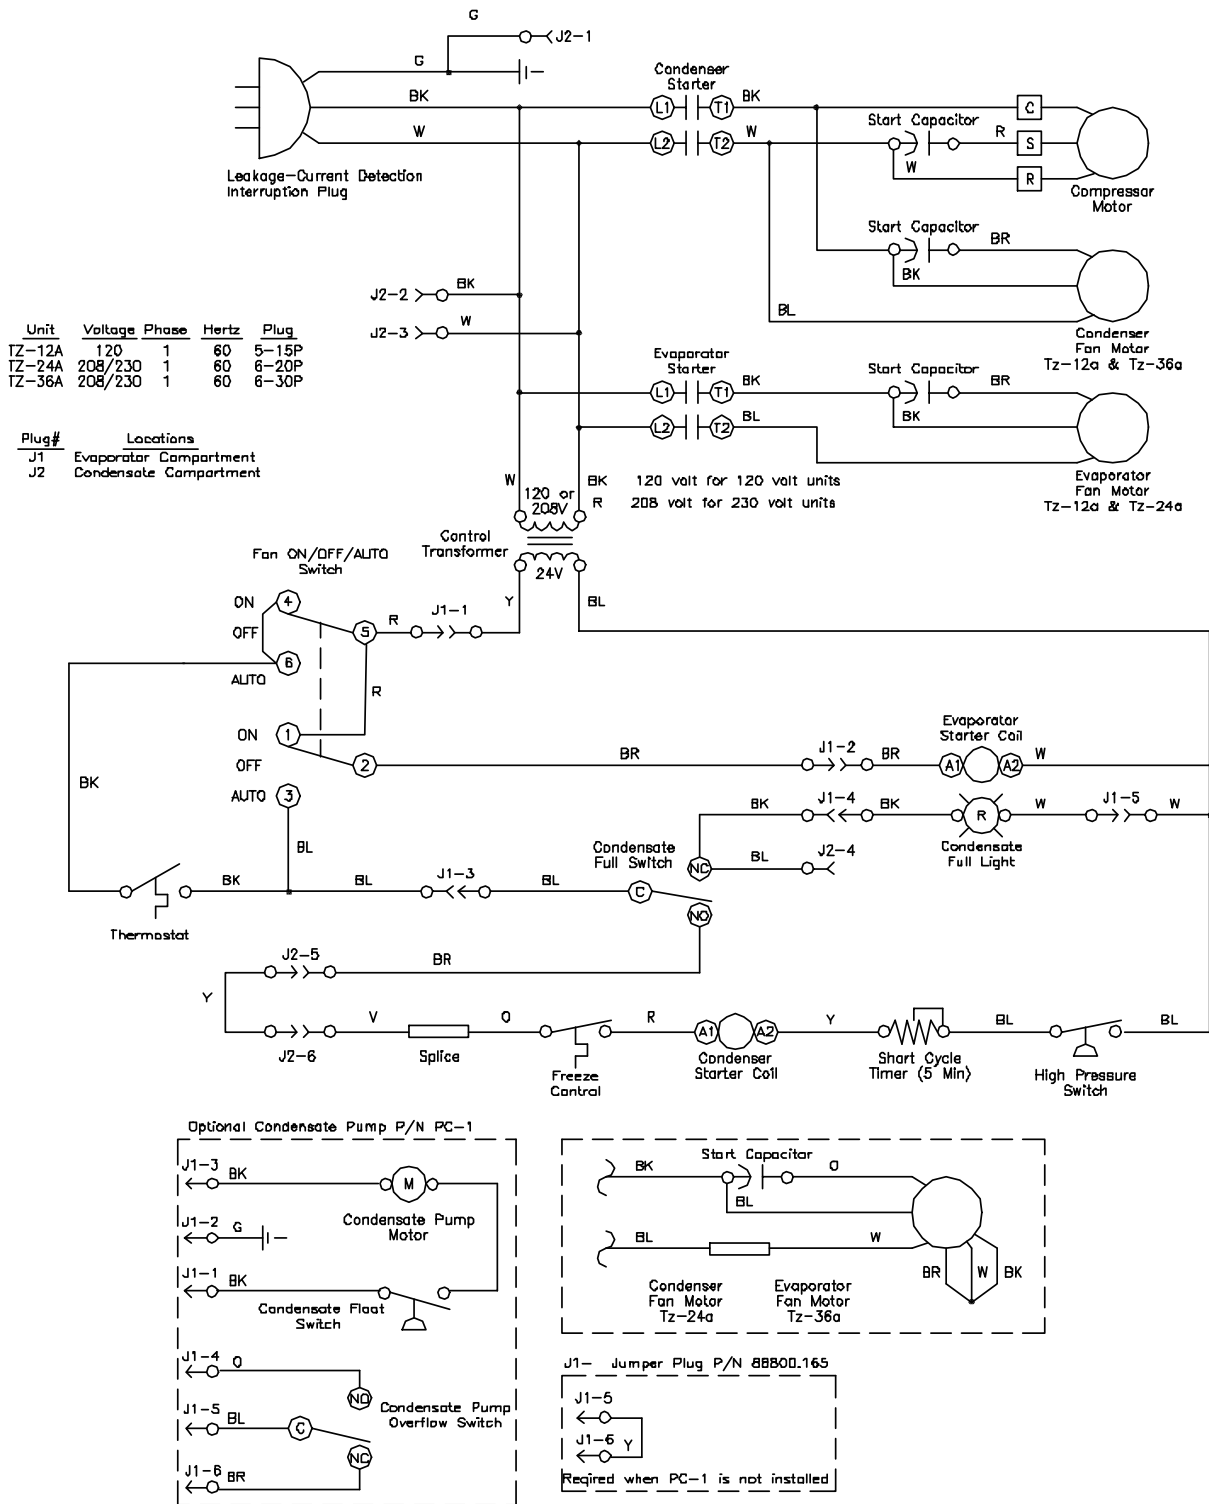 G
J2-1
G
Condenser
Starter
BK
L1
T1
BK
C
Start Capacitor
R
S
W
L2
T2
W
W
R
Leakage-Current Detection
Interruption Plug
Compressor
Motor
Start Capacitor
BR
BK
J2-2
BK
J2-3
W
BL
Condenser
Fan Motor
Tz-12a & Tz-36a
Unit Voltage Phase Hertz Plug
TZ-12A 120 1 60 5-15P
TZ-24A 208/230 1 60 6-20P
TZ-36A 208/230 1 60 6-30P
Evaporator
Starter
L1
T1
BK
Start Capacitor
BR
BK
L2
T2
BL
Plug# Locations
J1 Evaporator Compartment
J2 Condensate Compartment
Evaporator
Fan Motor
Tz-12a & Tz-24a
W
120 or
208V
BK 120 volt for 120 volt units
R 208 volt for 230 volt units
Control
Transformer
24V
Fan ON/OFF/AUTO
Switch
Y
BL
ON
4
R
J1-1
OFF
5
6
AUTO
R
ON
1
OFF
2
BR
J1-2
BR
Evaporator
Starter Coil
A1
A2
W
BK
AUTO
3
BK
J1-4
BK
R
W
J1-5
W
Condensate
Full Light
BL
Condensate
Full Switch
NC
BL
J2-4
BK
BL
J1-3
BL
C
NO
Thermostat
J2-5
BR
Y
V
O
R
A1
A2
Y
BL
BL
J2-6
Splice
Freeze
Control
Condenser
Starter Coil
Short Cycle
Timer (5 Min)
High Pressure
Switch
Optional Condensate Pump P/N PC-1
J1-3
BK
M
Condensate Pump
Motor
J1-2
G
J1-1
BK
Condensate Float
Switch
J1-4
O
NO
Condensate Pump
Overflow Switch
J1-5
BL
C
NC
J1-6
BR
Start Capacitor
BK
O
BL
BL
W
BR
W
BK
Condenser
Fan Motor
Tz-24a
Evaporator
Fan Motor
Tz-36a
J1- Jumper Plug P/N 88800.165
J1-5
J1-6
Y
Reqired when PC-1 is not installed